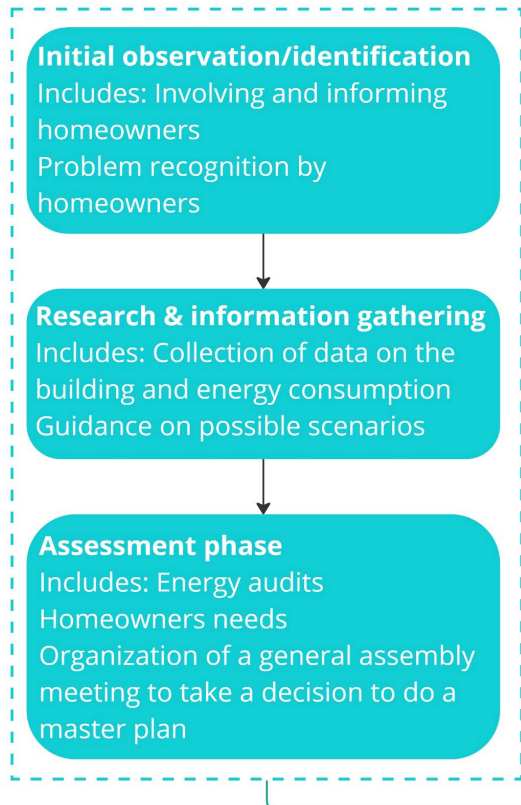 Initial observation/identification
Includes: Involving and informing
homeowners
Problem recognition by
homeowners
Research & information gathering
Includes: Collection of data on the
building and energy consumption
Guidance on possible scenarios
Assessment phase
Includes: Energy audits
Homeowners needs
Organization of a general assembly
meeting to take a decision to do a
master plan